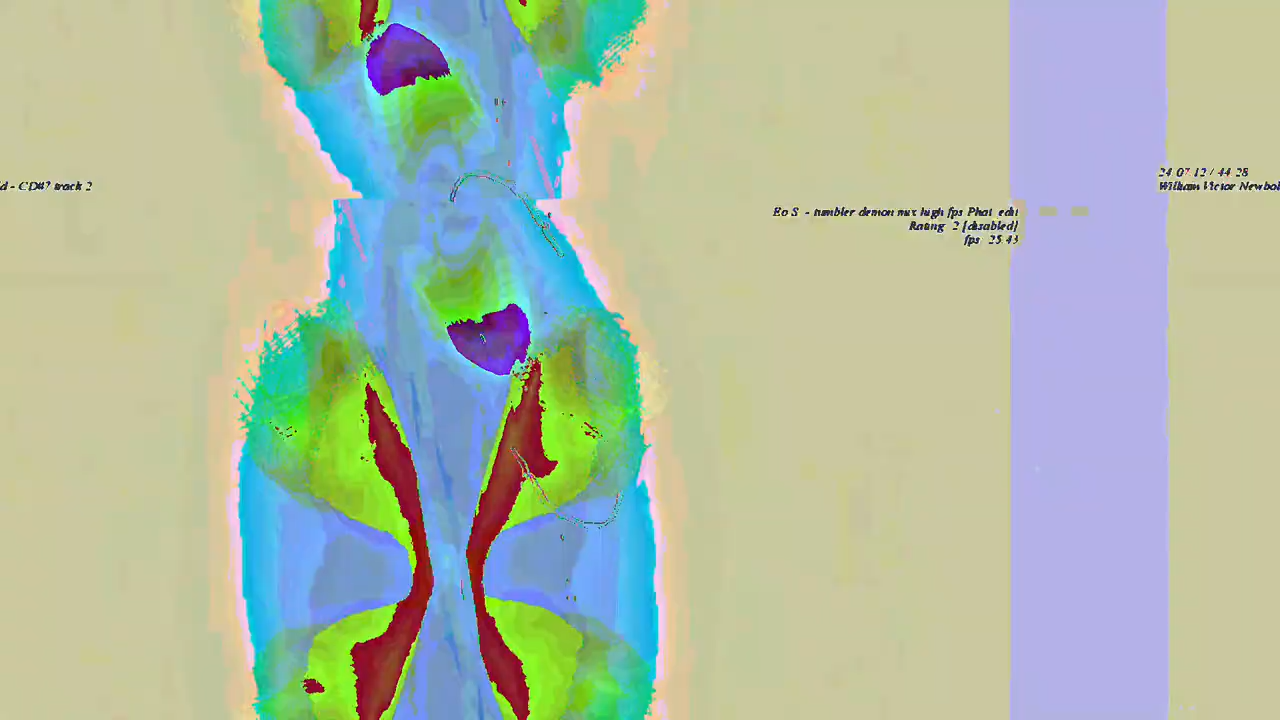 d - CD#7 track 2
24 07 12 / 44 28
William Victor Newbol
Eo S - tumbler demon mix high fps Phat edit
Rating 2 [disabled]
fps 25 43